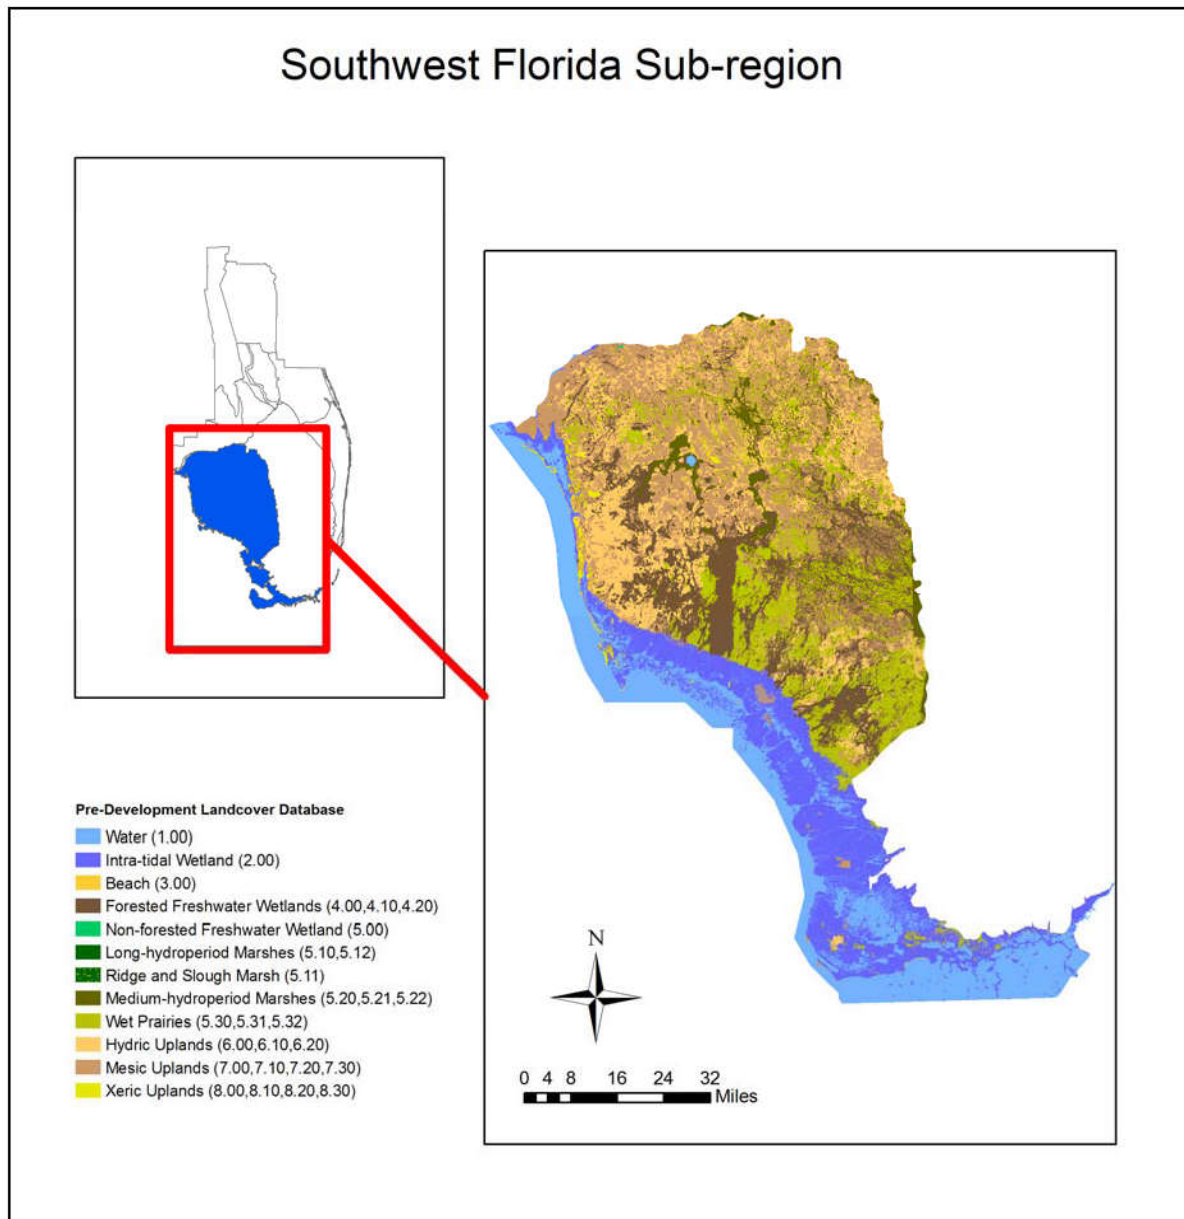 Southwest Florida Sub-region
Pre-Development Landcover Database
Water (1.00)
Intra-tidal Wetland (2.00)
Beach (3.00)
Forested Freshwater Wetlands (4.00,4.10,4.20)
Non-forested Freshwater Wetland (5.00)
Long-hydroperiod Marshes (5.10,5.12)
Ridge and Slough Marsh (5.11)
Medium-hydroperiod Marshes (5.20,5.21,5.22)
Wet Prairies (5.30,5.31,5.32)
Hydric Uplands (6.00,6.10,6.20)
Mesic Uplands (7.00,7.10,7.20,7.30)
Xeric Uplands (8.00,8.10,8.20,8.30)
N
0 4 8 16 24 32
Miles